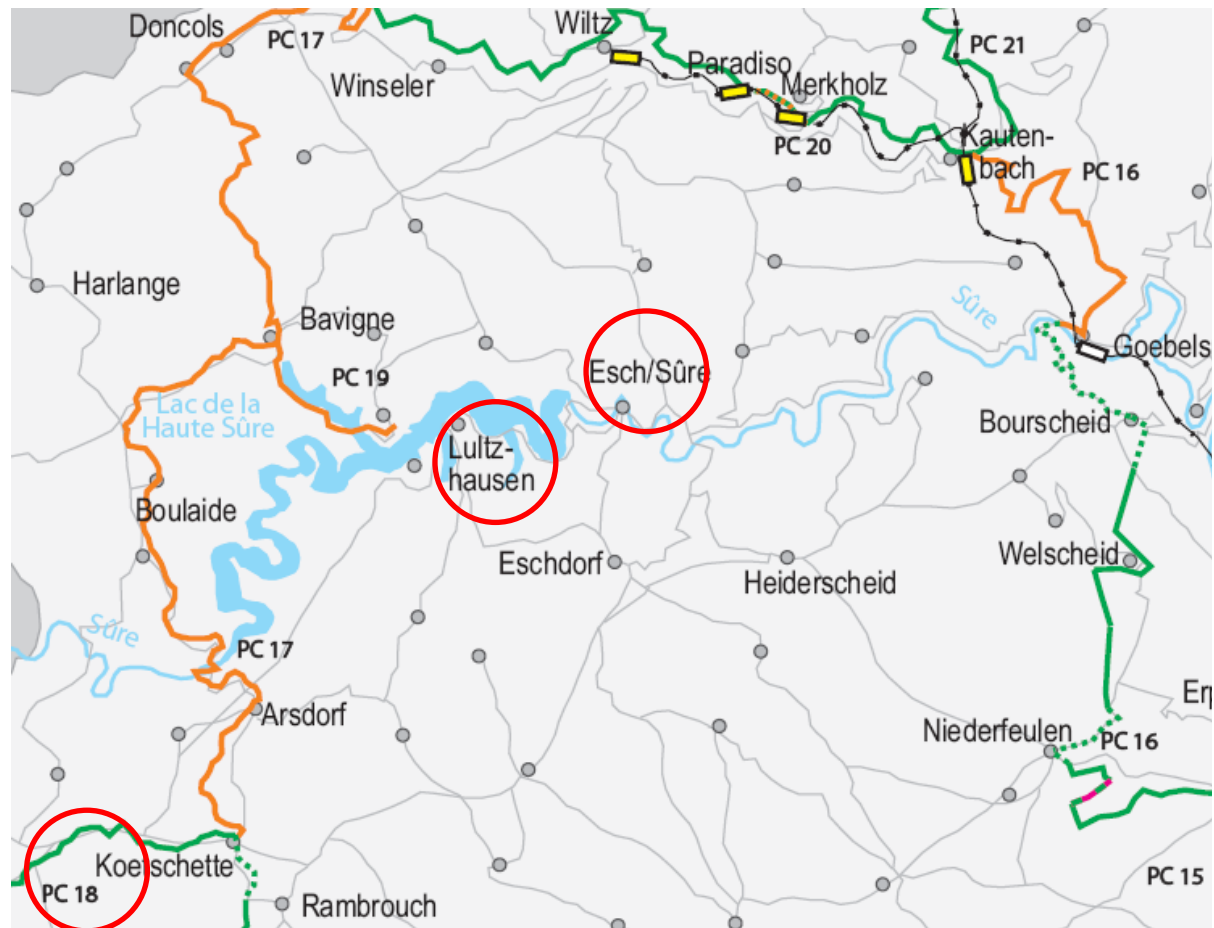 Doncols
PC 17
Wiltz
PC 21
Winseler
Paradiso
Merkholz
PC 20
Kauten-
bach
PC 16
Harlange
Bavigne
Sûre
Goebels
PC 19
Esch/Sûre
Lac de la
Haute Sûre
Lultz-
hausen
Bourscheid
Boulaide
Eschdorf
Heiderscheid
Welscheid
Sûre
PC 17
Arsdorf
Erp
Niederfeulen
PC 16
Koetschette
PC 18
Rambrouch
PC 15